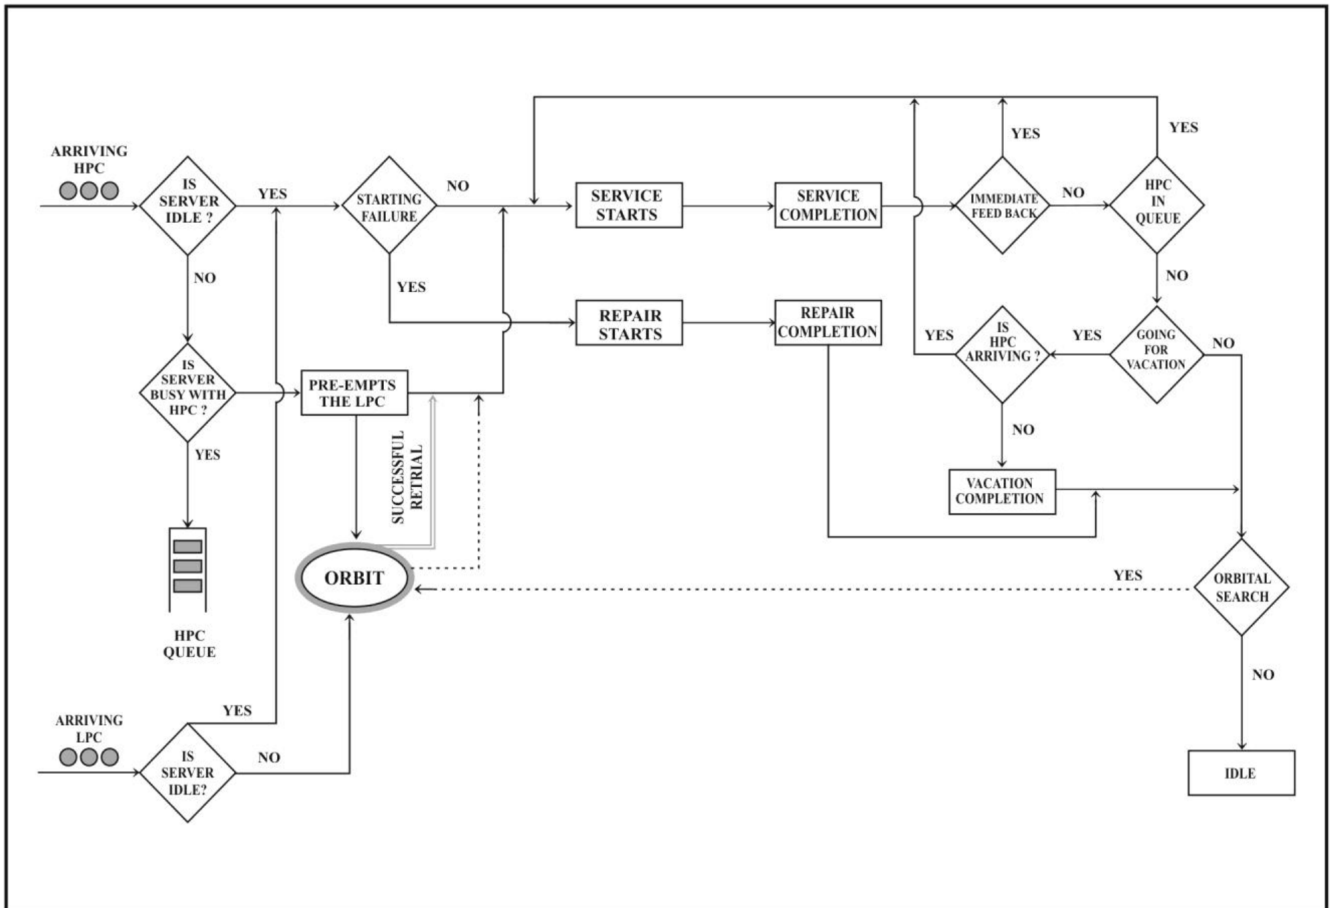 ARRIVING
HPC
IS
SERVER
IDLE ?
YES
NO
STARTING
FAILURE
NO
YES
SERVICE
STARTS
SERVICE
COMPLETION
IMMEDIATE
FEED BACK
YES
NO
HPC
IN
QUEUE
YES
NO
REPAIR
STARTS
REPAIR
COMPLETION
YES
IS
HPC
ARRIVING ?
YES
NO
GOING
FOR
VACATION
NO
IS
SERVER
BUSY WITH
HPC ?
YES
PRE-EMPTS
THE LPC
SUCCESSFUL
RETRIAL
VACATION
COMPLETION
ORBIT
YES
ORBITAL
SEARCH
NO
HPC
QUEUE
ARRIVING
LPC
IS
SERVER
IDLE?
YES
NO
IDLE